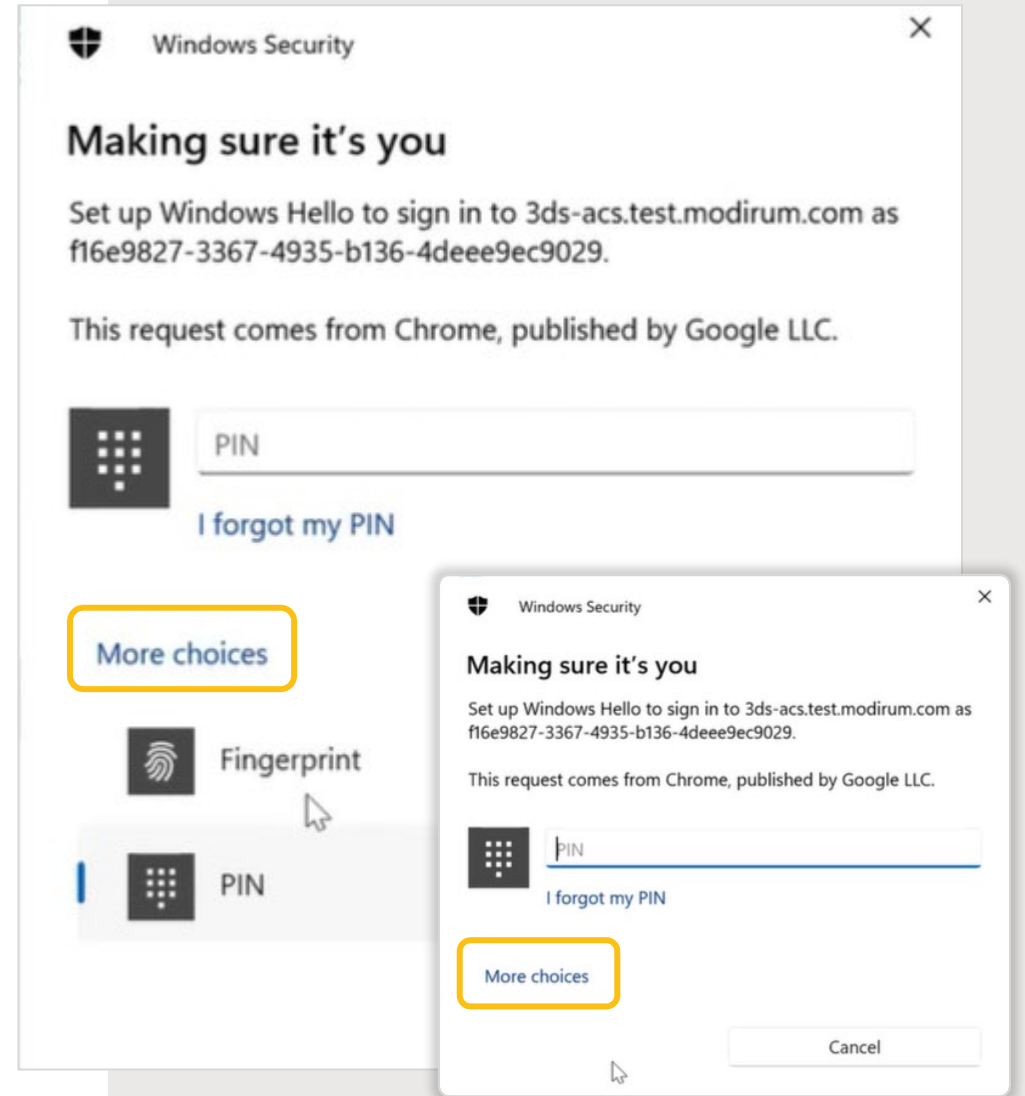 Windows Security
Making sure it's you
Set up Windows Hello to sign in to 3ds-acs.test.modirum.com as
f16e9827-3367-4935-b136-4deee9ec9029.
This request comes from Chrome, published by Google LLC.
PIN
I forgot my PIN
More choices
Fingerprint
PIN
Windows Security
Making sure it's you
Set up Windows Hello to sign in to 3ds-acs.test.modirum.com as
f16e9827-3367-4935-b136-4deee9ec9029.
This request comes from Chrome, published by Google LLC.
PIN
I forgot my PIN
More choices
Cancel